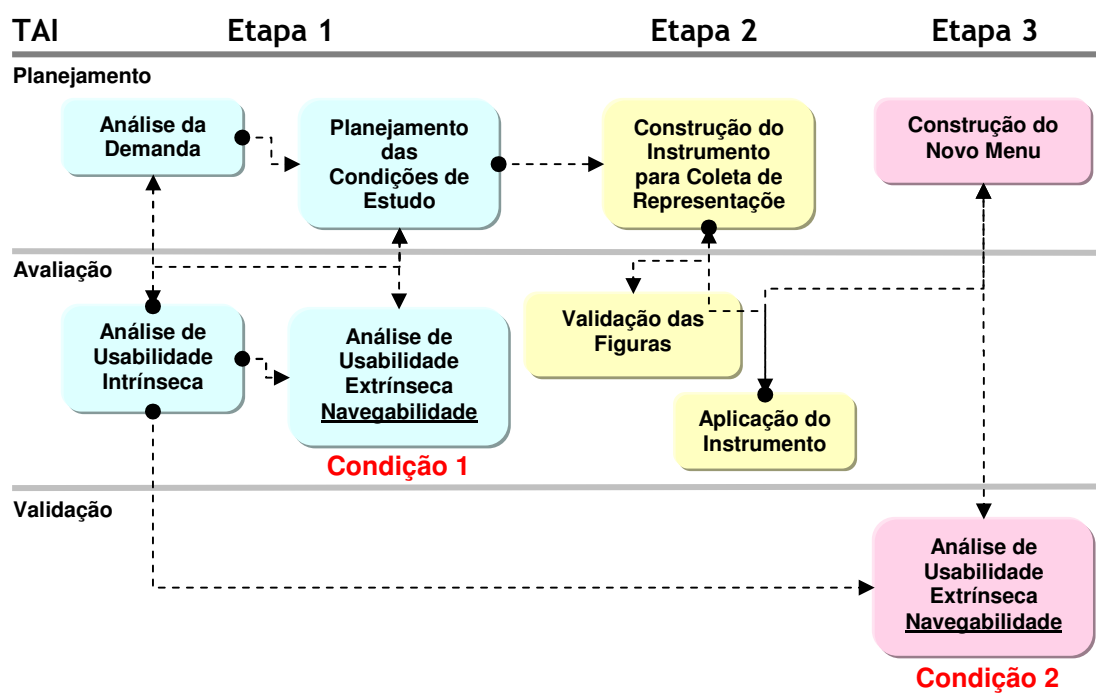 TAI Etapa 1 Etapa 2 Etapa 3
Planejamento
Análise da
Demanda
Planejamento
das
Condições de
Estudo
Construção do
Instrumento
para Coleta de
Representaçõe
Construção do
Novo Menu
Avaliação
Análise de
Usabilidade
Intrínseca
Análise de
Usabilidade
Extrínseca
Navegabilidade
Condição 1
Validação das
Figuras
Aplicação do
Instrumento
Validação
Análise de
Usabilidade
Extrínseca
Navegabilidade
Condição 2